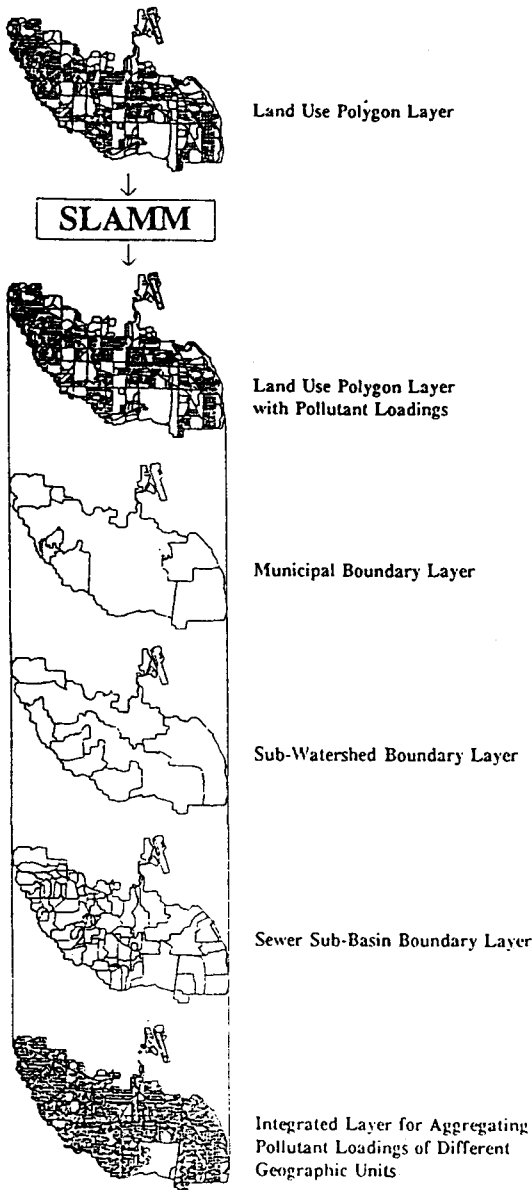 Land Use Polygon Layer
SLAMM
Land Use Polygon Layer
with Pollutant Loadings
Municipal Boundary Layer
Sub-Watershed Boundary Layer
Sewer Sub-Basin Boundary Layer
Integrated Layer for Aggregating
Pollutant Loadings of Different
Geographic Units